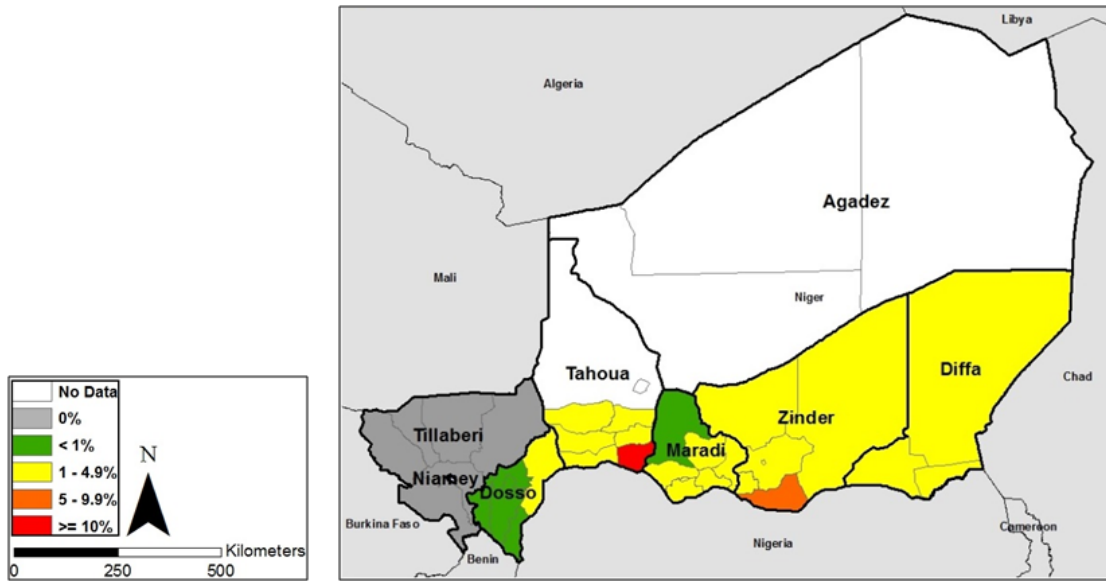 Libya
Algeria
Agadez
Mali
Niger
Tahoua
Diffa
Chad
Zinder
Tillaberi
Maradi
Niamey
Dosso
Burkina Faso
Benin
Nigeria
Cameroon
No Data
0%
< 1%
1 - 4.9%
5 - 9.9%
>= 10%
N
Kilometers
0 250 500